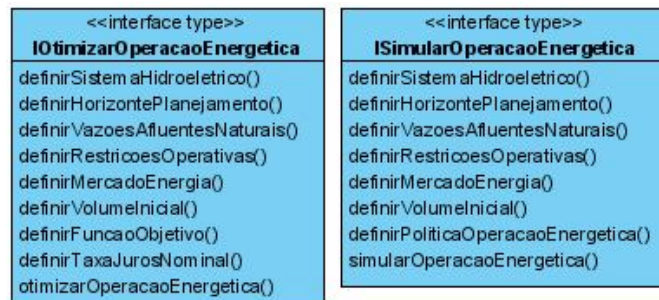 <<interface type>>
IOtimizarOperacaoEnergetica
definirSistemaHidroeletrico()
definirHorizontePlanejamento()
definirVazoesAfluentesNaturais()
definirRestricoesOperativas()
definirMercadoEnergia()
definirVolumeInicial()
definirFuncaoObjetivo()
definirTaxaJurosNominal()
otimizarOperacaoEnergetica()
<<interface type>>
ISimularOperacaoEnergetica
definirSistemaHidroeletrico()
definirHorizontePlanejamento()
definirVazoesAfluentesNaturais()
definirRestricoesOperativas()
definirMercadoEnergia()
definirVolumeInicial()
definirPoliticaOperacaoEnergetica()
simularOperacaoEnergetica()